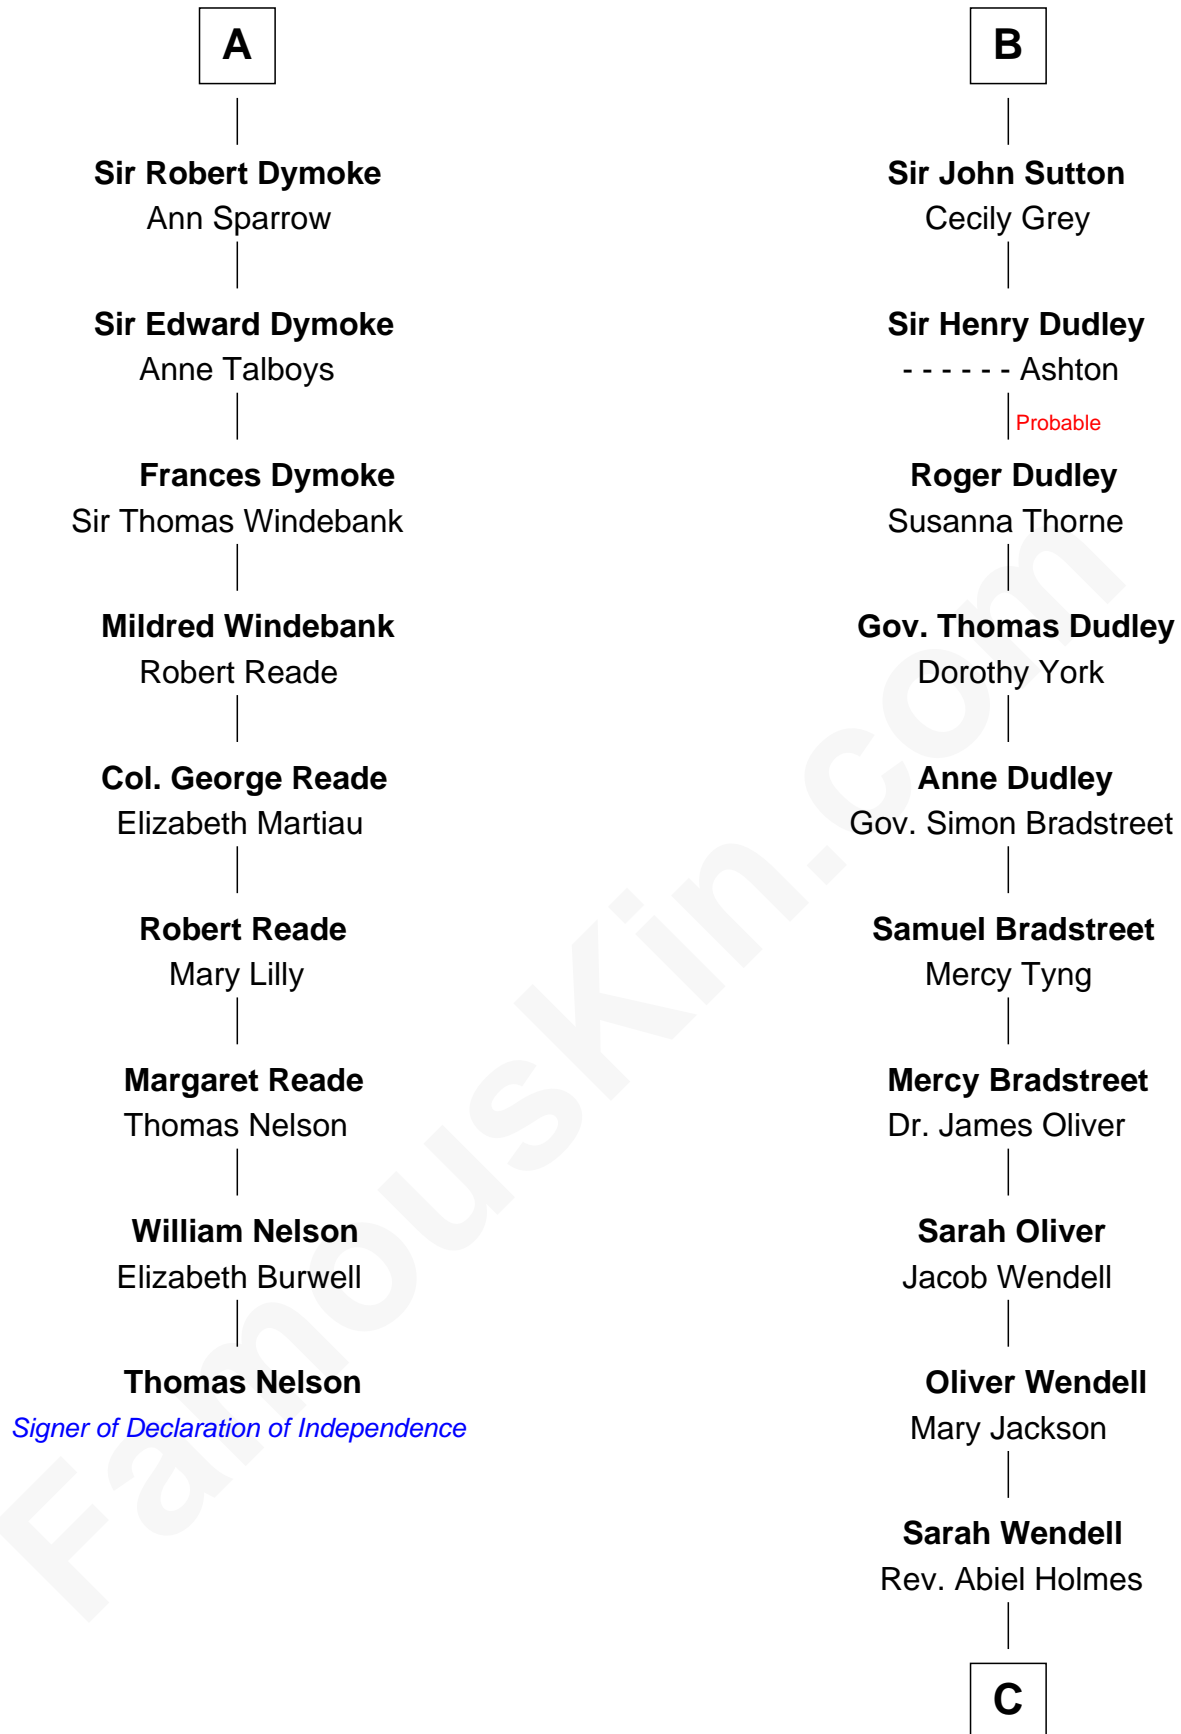 A
Sir Robert Dymoke
Ann Sparrow
Sir Edward Dymoke
Anne Talboys
Frances Dymoke
Sir Thomas Windebank
Mildred Windebank
Robert Reade
Col. George Reade
Elizabeth Martiau
Robert Reade
Mary Lilly
Margaret Reade
Thomas Nelson
William Nelson
Elizabeth Burwell
Thomas Nelson
Signer of Declaration of Independence
B
Sir John Sutton
Cecily Grey
Sir Henry Dudley
- - - - - - Ashton
Probable
Roger Dudley
Susanna Thorne
Gov. Thomas Dudley
Dorothy York
Anne Dudley
Gov. Simon Bradstreet
Samuel Bradstreet
Mercy Tyng
Mercy Bradstreet
Dr. James Oliver
Sarah Oliver
Jacob Wendell
Oliver Wendell
Mary Jackson
Sarah Wendell
Rev. Abiel Holmes
C
FamousKin.com